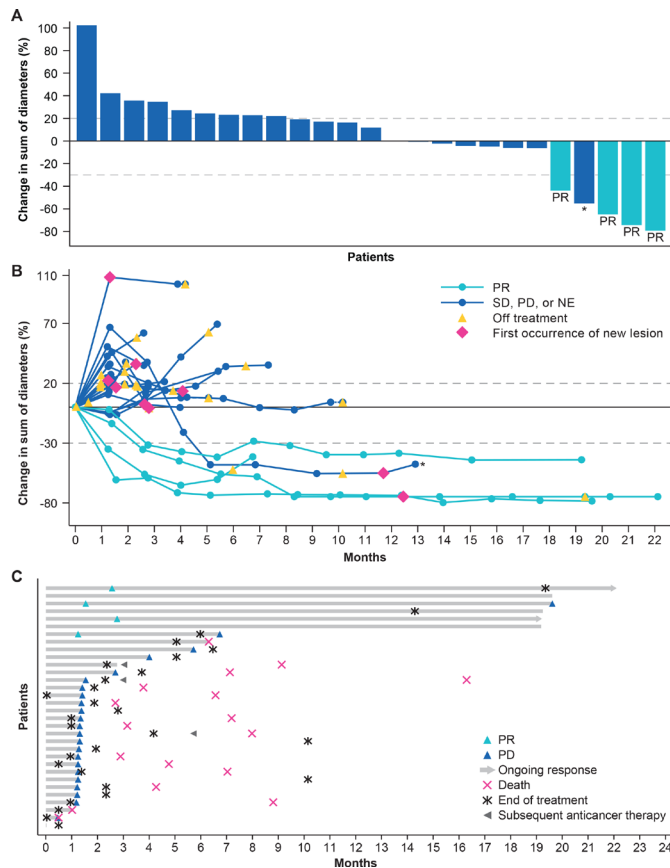 A
Change in sum of diameters (%)
100
80
60
40
20
0
-20
-40
-60
-80
PR
*
PR
PR
PR
Patients
B
Change in sum of diameters (%)
110
70
20
0
-30
-80
PR
SD, PD, or NE
Off treatment
First occurrence of new lesion
*
0 1 2 3 4 5 6 7 8 9 10 11 12 13 14 15 16 17 18 19 20 21 22
Months
C
Patients
PR
PD
Ongoing response
Death
End of treatment
Subsequent anticancer therapy
0 1 2 3 4 5 6 7 8 9 10 11 12 13 14 15 16 17 18 19 20 21 22 23 24
Months